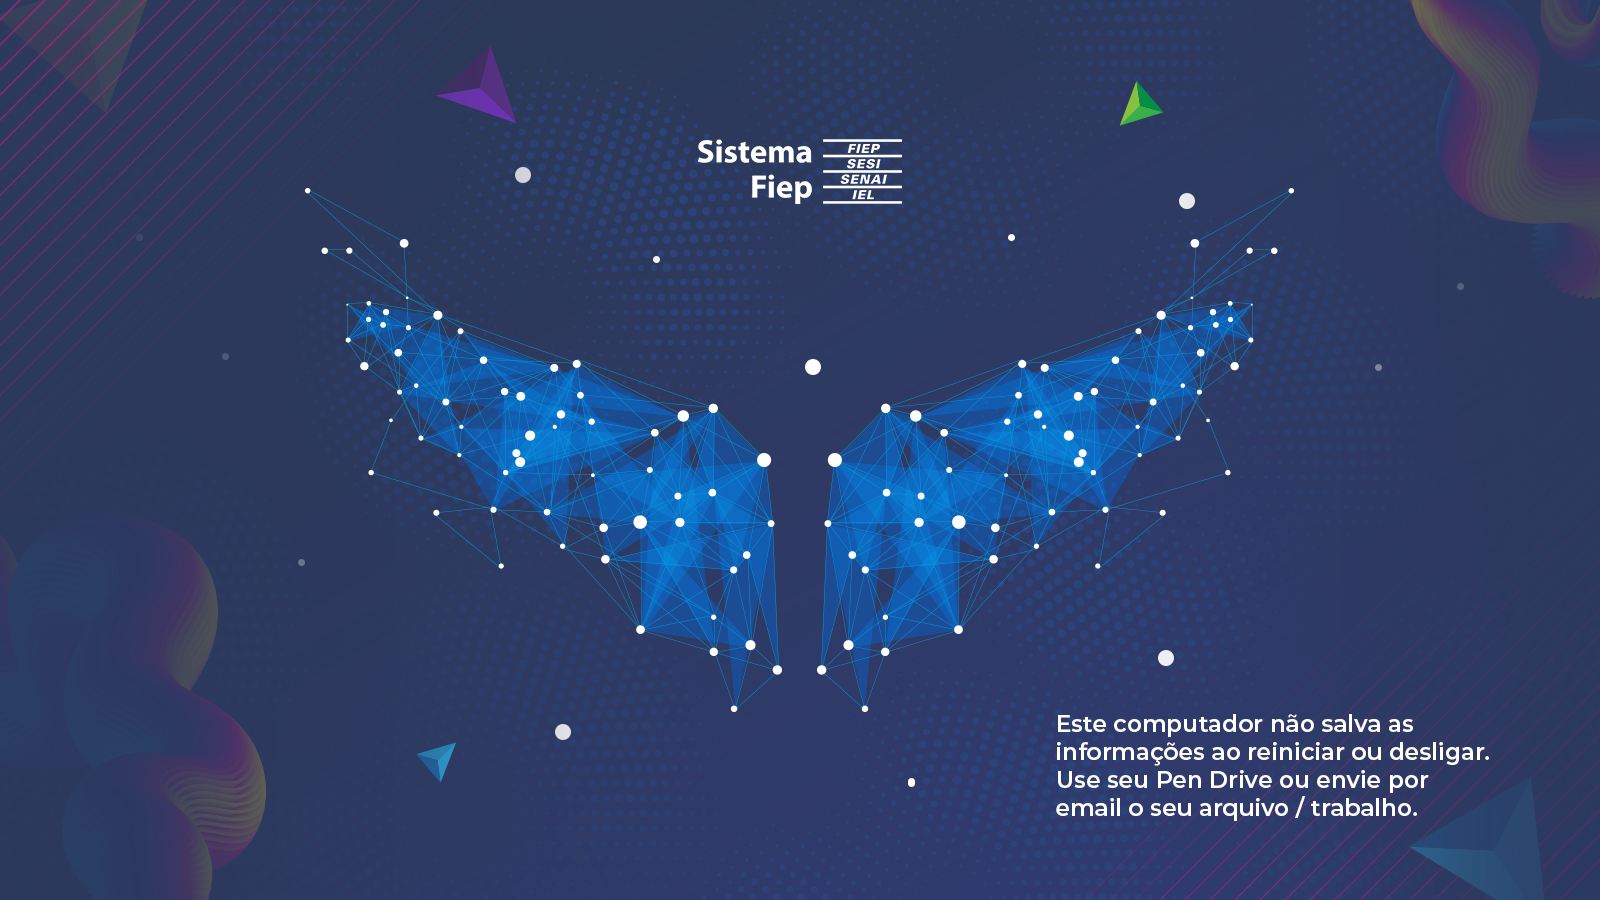 Sistema
Fiep
FIEP
SESI
SENAI
IEL
Este computador não salva as
informações ao reiniciar ou desligar.
Use seu Pen Drive ou envie por
email o seu arquivo / trabalho.